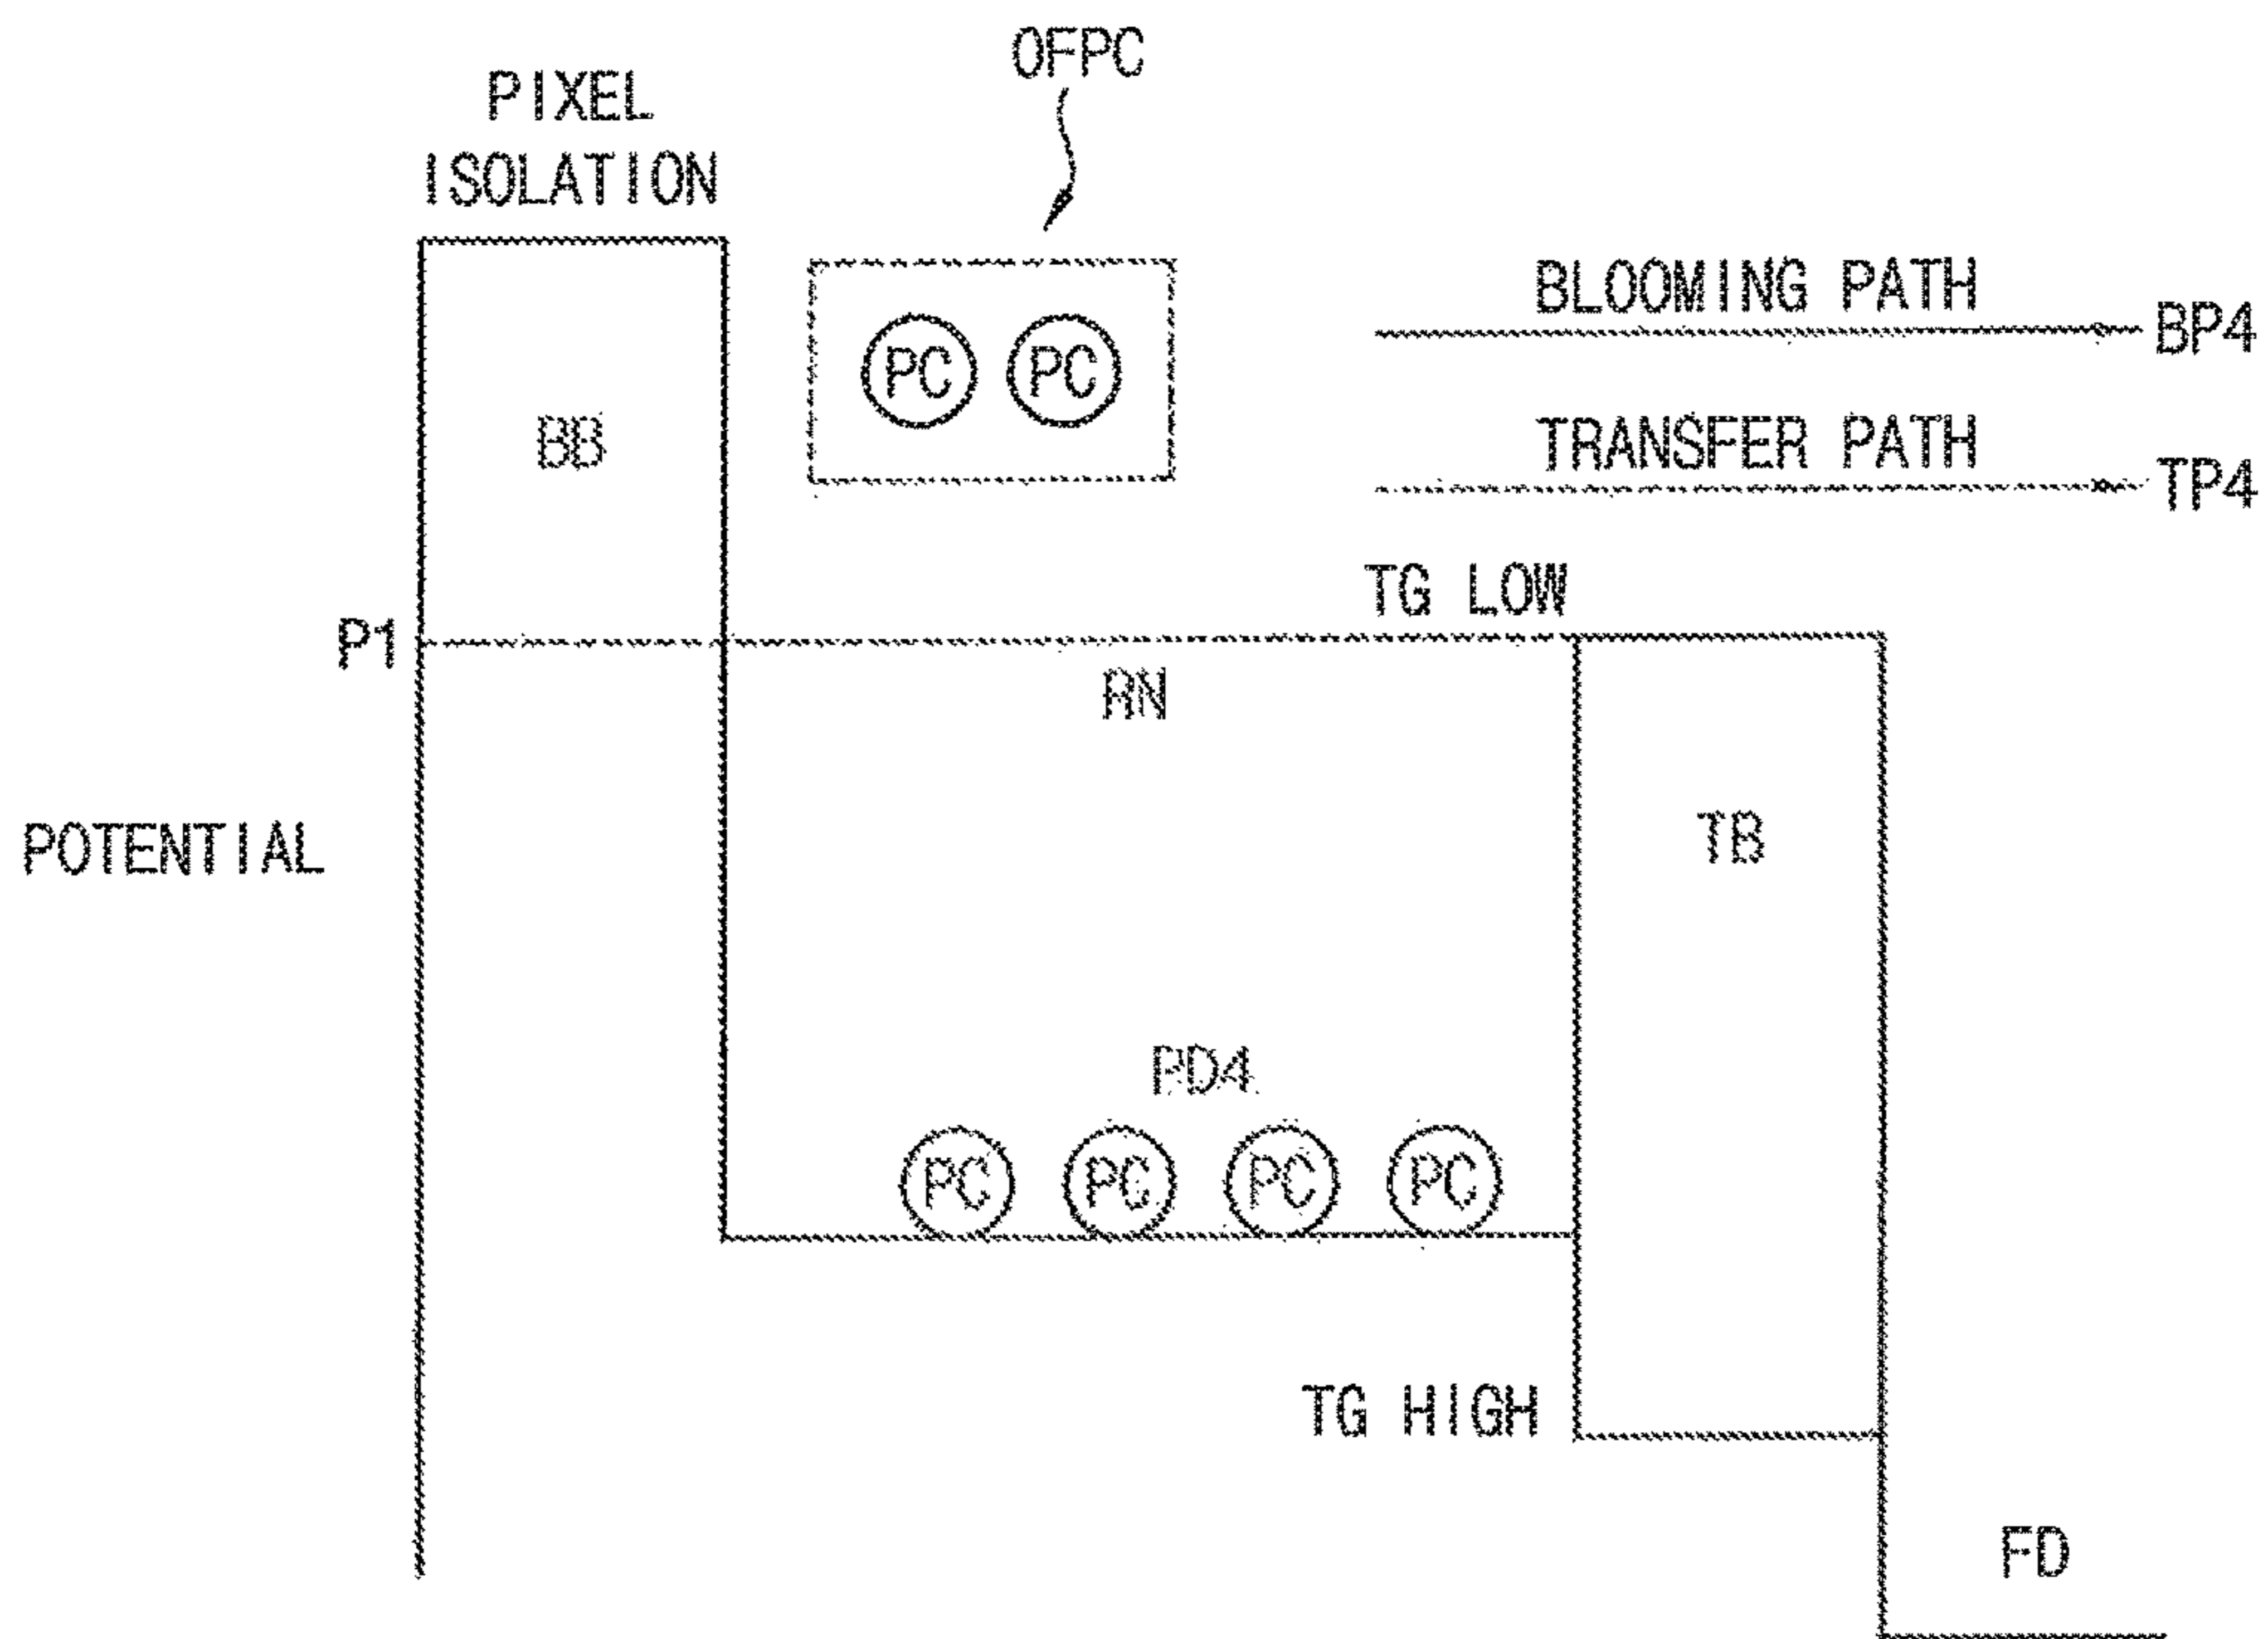 OFPC
PIXEL
ISOLATION
PC PC
BLOOMING PATH
BP4
BB
TRANSFER PATH
TP4
TG LOW
P1
RN
TB
POTENTIAL
PD4
PC PC PC PC
TG HIGH
FD